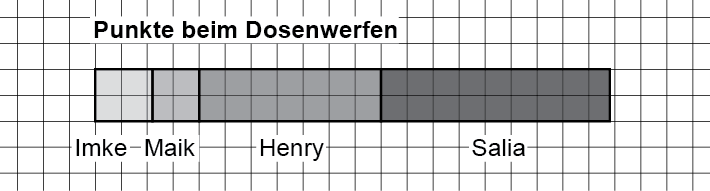 Punkte beim Dosenwerfen
Imke Maik Henry Salia